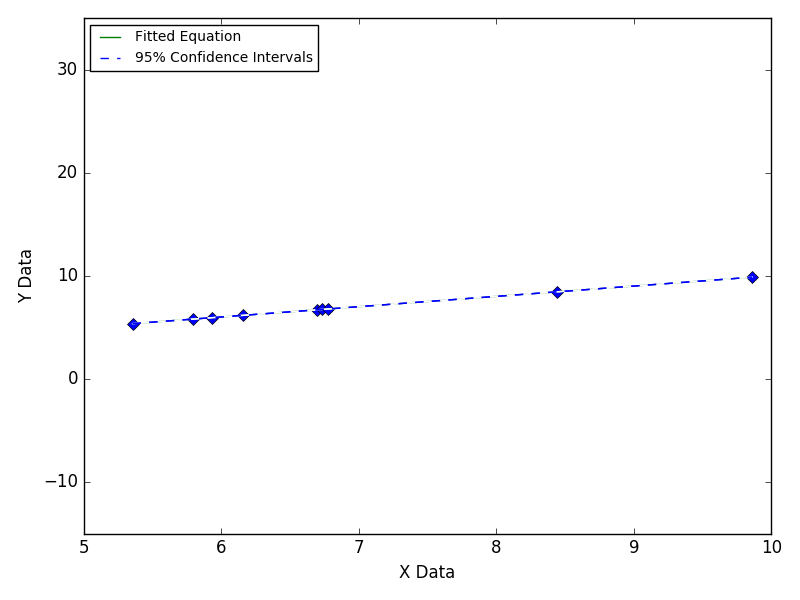 Fitted Equation
95% Confidence Intervals
30
20
10
0
−10
Y Data
5 6 7 8 9 10
X Data